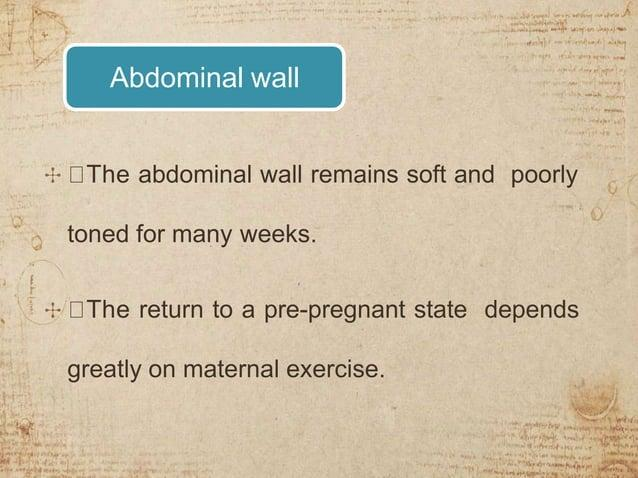 Abdominal wall
✢ □The abdominal wall remains soft and poorly
toned for many weeks.
✢ □The return to a pre-pregnant state depends
greatly on maternal exercise.